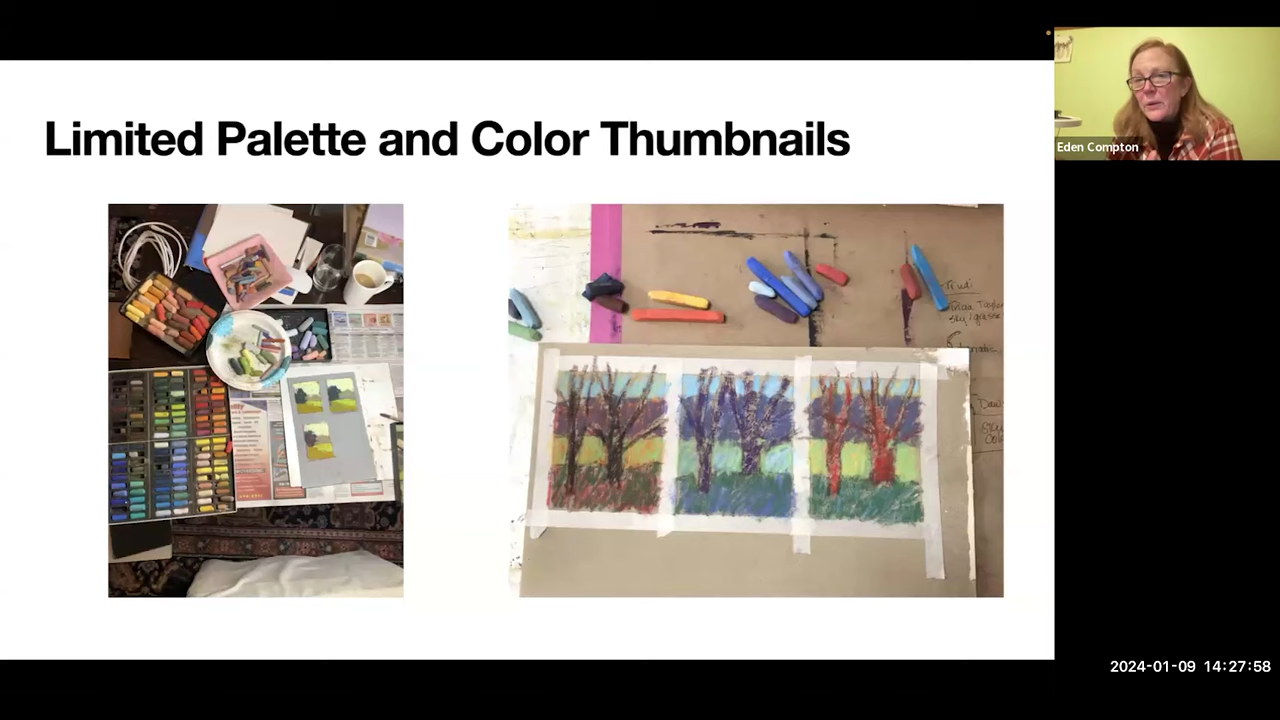 Limited Palette and Color Thumbnails
Eden Compton
2024-01-09 14:27:58